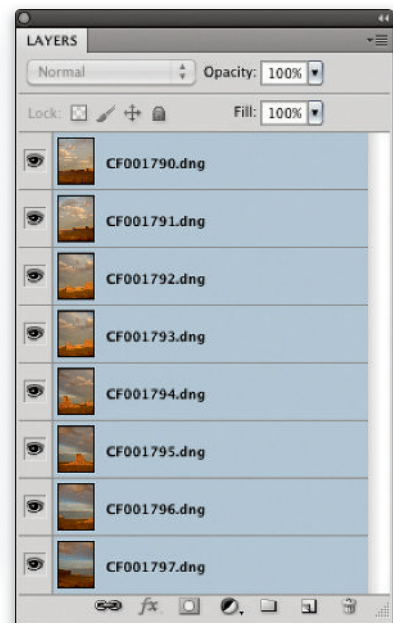 LAYERS
Normal Opacity: 100%
Lock: Fill: 100%
CF001790.dng
CF001791.dng
CF001792.dng
CF001793.dng
CF001794.dng
CF001795.dng
CF001796.dng
CF001797.dng
fx